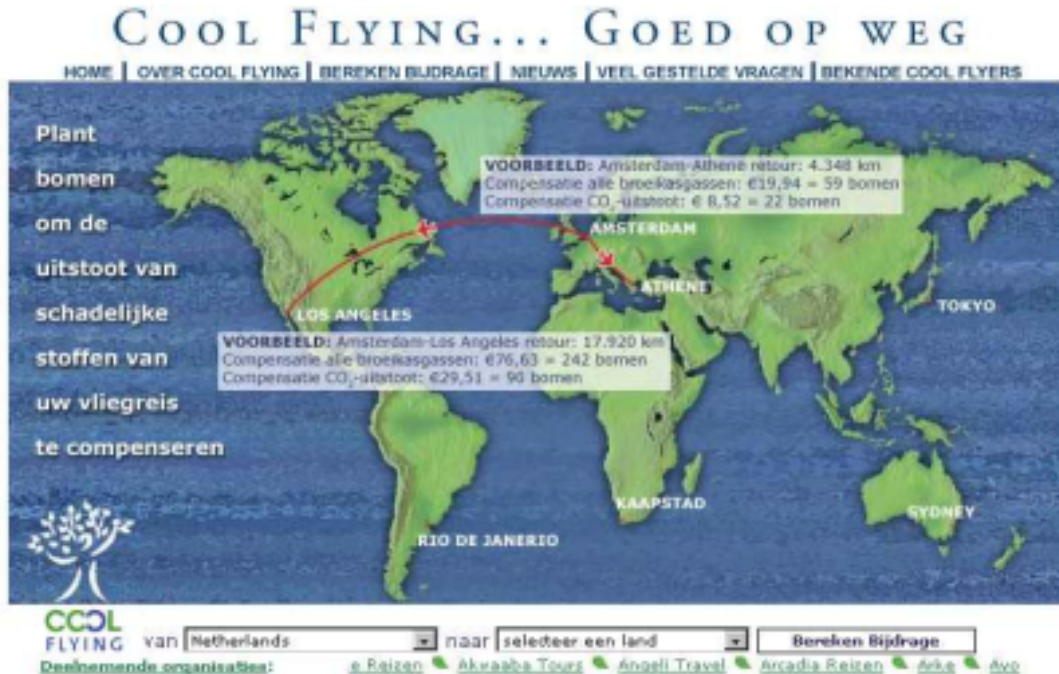 COOL FLYING... GOED OP WEG
HOME | OVER COOL FLYING | BEREKEN BIJDRAGE | NIEUWS | VEEL GESTELDE VRAGEN | BEKENDE COOL FLYERS
Plant
bomen
om de
uitstoot van
schadelijke
stoffen van
uw vliegreis
te compenseren
VOORBEELD: Amsterdam-Athene retour: 4.348 km
Compensatie alle broeikasgassen: €19,94 = 59 bomen
Compensatie CO₂-uitstoot: € 8,52 = 22 bomen
AMSTERDAM
ATHENE
LOS ANGELES
TOKYO
VOORBEELD: Amsterdam-Los Angeles retour: 17.920 km
Compensatie alle broeikasgassen: €76,63 = 242 bomen
Compensatie CO₂-uitstoot: €29,51 = 90 bomen
KAAPSTAD
SYDNEY
RIO DE JANERIO
COOL
FLYING
van Netherlands naar selecteer een land Bereken Bijdrage
Deelnemende organisaties: e Reizen Akwaaba Tours Angeli Travel Arcadia Reizen Arke Avo